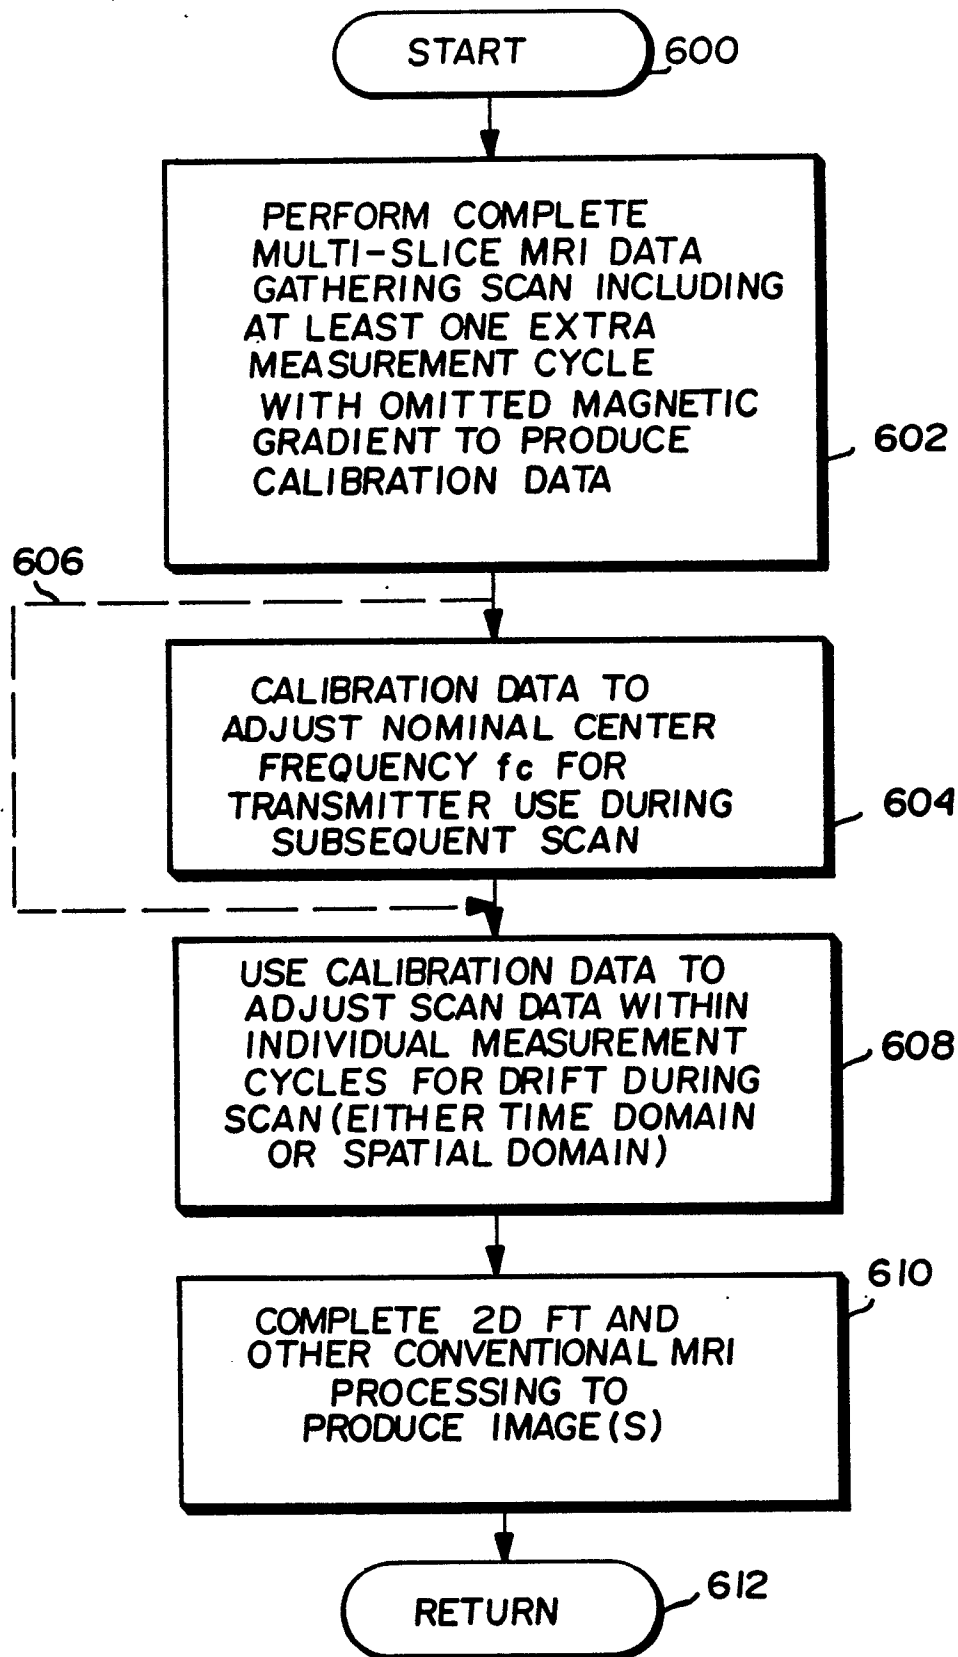 START
600
PERFORM COMPLETE
MULTI-SLICE MRI DATA
GATHERING SCAN INCLUDING
AT LEAST ONE EXTRA
MEASUREMENT CYCLE
WITH OMITTED MAGNETIC
GRADIENT TO PRODUCE
CALIBRATION DATA
602
606
CALIBRATION DATA TO
ADJUST NOMINAL CENTER
FREQUENCY fc FOR
TRANSMITTER USE DURING
SUBSEQUENT SCAN
604
USE CALIBRATION DATA TO
ADJUST SCAN DATA WITHIN
INDIVIDUAL MEASUREMENT
CYCLES FOR DRIFT DURING
SCAN (EITHER TIME DOMAIN
OR SPATIAL DOMAIN)
608
COMPLETE 2D FT AND
OTHER CONVENTIONAL MRI
PROCESSING TO
PRODUCE IMAGE(S)
610
RETURN
612